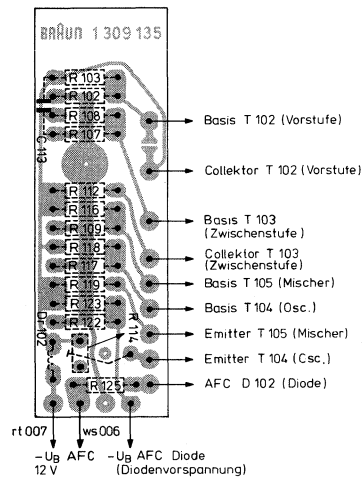 BRAUN 1 309 135
R 103
R 102
R 108
R 107
C 113
Basis T 102 (Vorstufe)
Collektor T 102 (Vorstufe)
R 112
R 116
R 109
R 118
R 117
R 119
R 123
R 122
Basis T 103
(Zwischenstufe)
Collektor T 103
(Zwischenstufe)
Basis T 105 (Mischer)
Basis T 104 (Osc.)
Emitter T 105 (Mischer)
Emitter T 104 (Csc.)
AFC D 102 (Diode)
D 102
R 114
R 125
rt 007
ws 006
-UB AFC -UB AFC Diode
12 V (Diodenvorspannung)